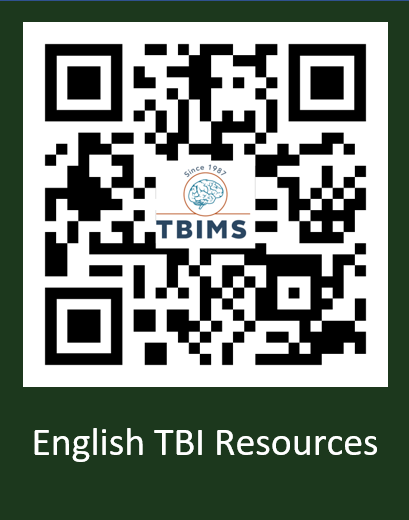 Since 1987
TBIMS
English TBI Resources